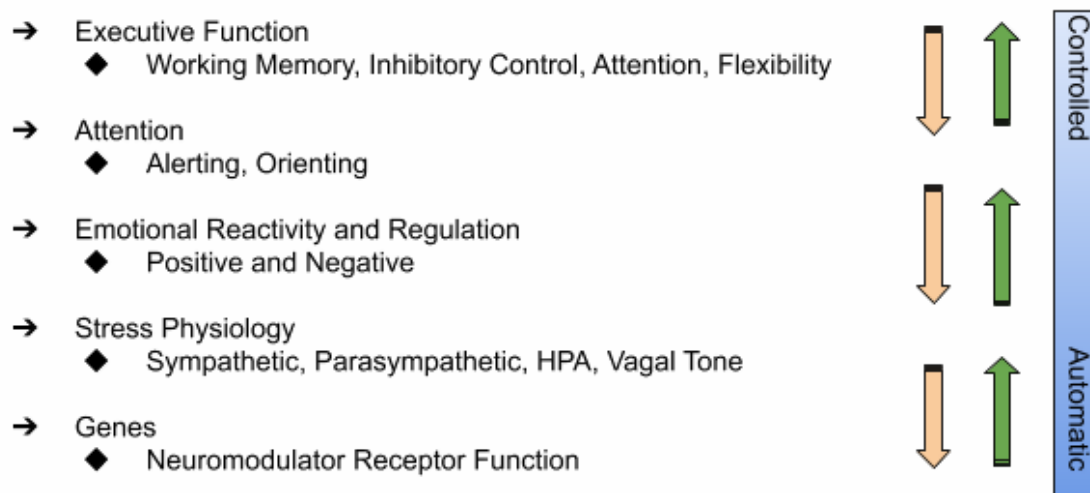 ➔ Executive Function
◆ Working Memory, Inhibitory Control, Attention, Flexibility
➔ Attention
◆ Alerting, Orienting
➔ Emotional Reactivity and Regulation
◆ Positive and Negative
➔ Stress Physiology
◆ Sympathetic, Parasympathetic, HPA, Vagal Tone
➔ Genes
◆ Neuromodulator Receptor Function
Controlled
Automatic